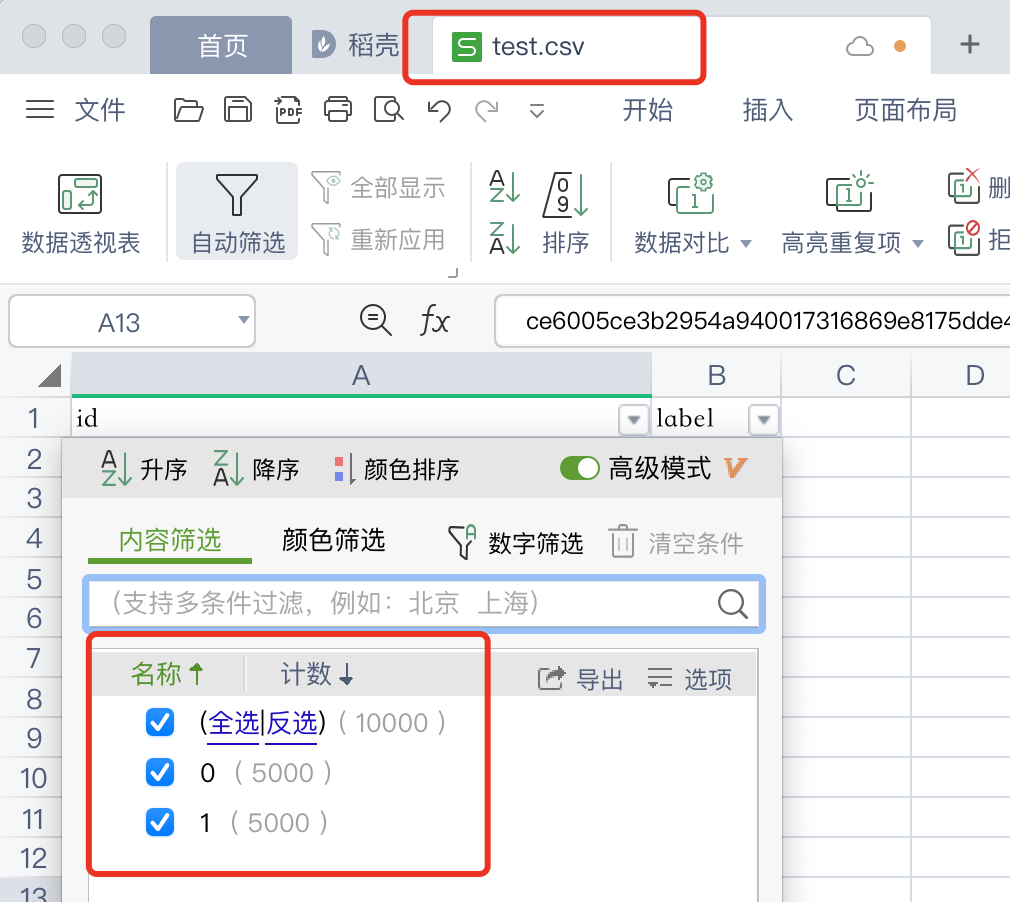 首页 稻壳 test.csv
文件 PDF 开始 插入 页面布局
数据透视表 自动筛选 全部显示 重新应用 排序 数据对比 高亮重复项
A13 fx ce6005ce3b2954a940017316869e8175dde4
A B C D
1 id label
2
3
4
5
6
7
8
9
10
11
12
13
升序 降序 颜色排序 高级模式
内容筛选 颜色筛选 数字筛选 清空条件
(支持多条件过滤，例如：北京 上海)
名称 计数 导出 选项
(全选|反选) ( 10000 )
0 ( 5000 )
1 ( 5000 )